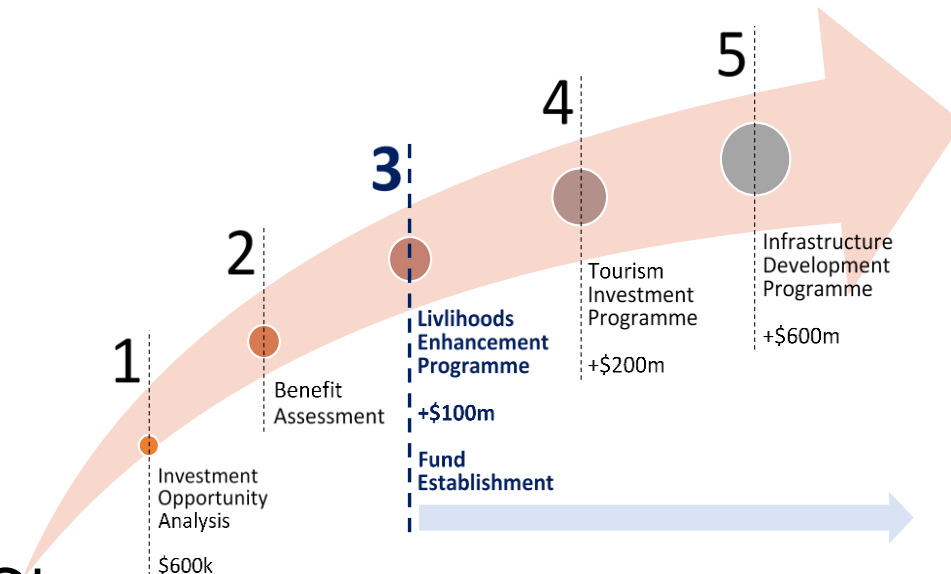 1
Investment
Opportunity
Analysis
$600k
2
Benefit
Assessment
3
Livlihoods
Enhancement
Programme
+$100m
Fund
Establishment
4
Tourism
Investment
Programme
+$200m
5
Infrastructure
Development
Programme
+$600m